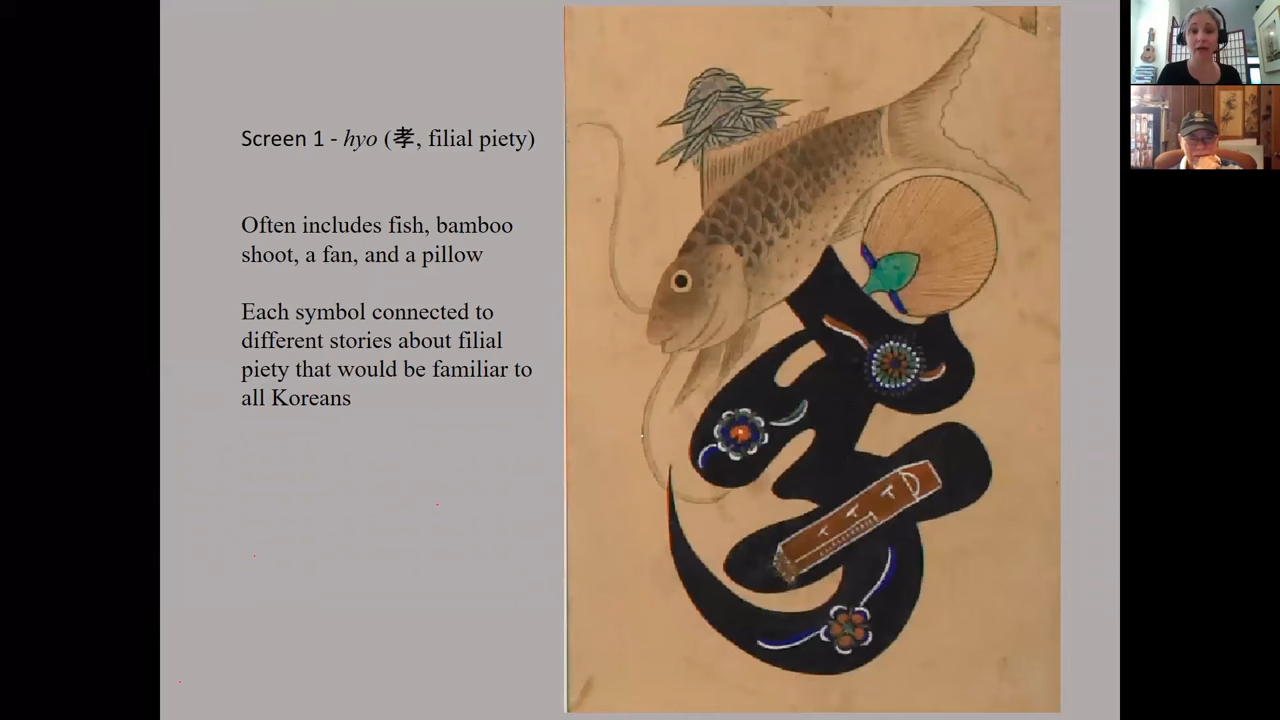 Screen 1 - hyo (孝, filial piety)
Often includes fish, bamboo
shoot, a fan, and a pillow
Each symbol connected to
different stories about filial
piety that would be familiar to
all Koreans